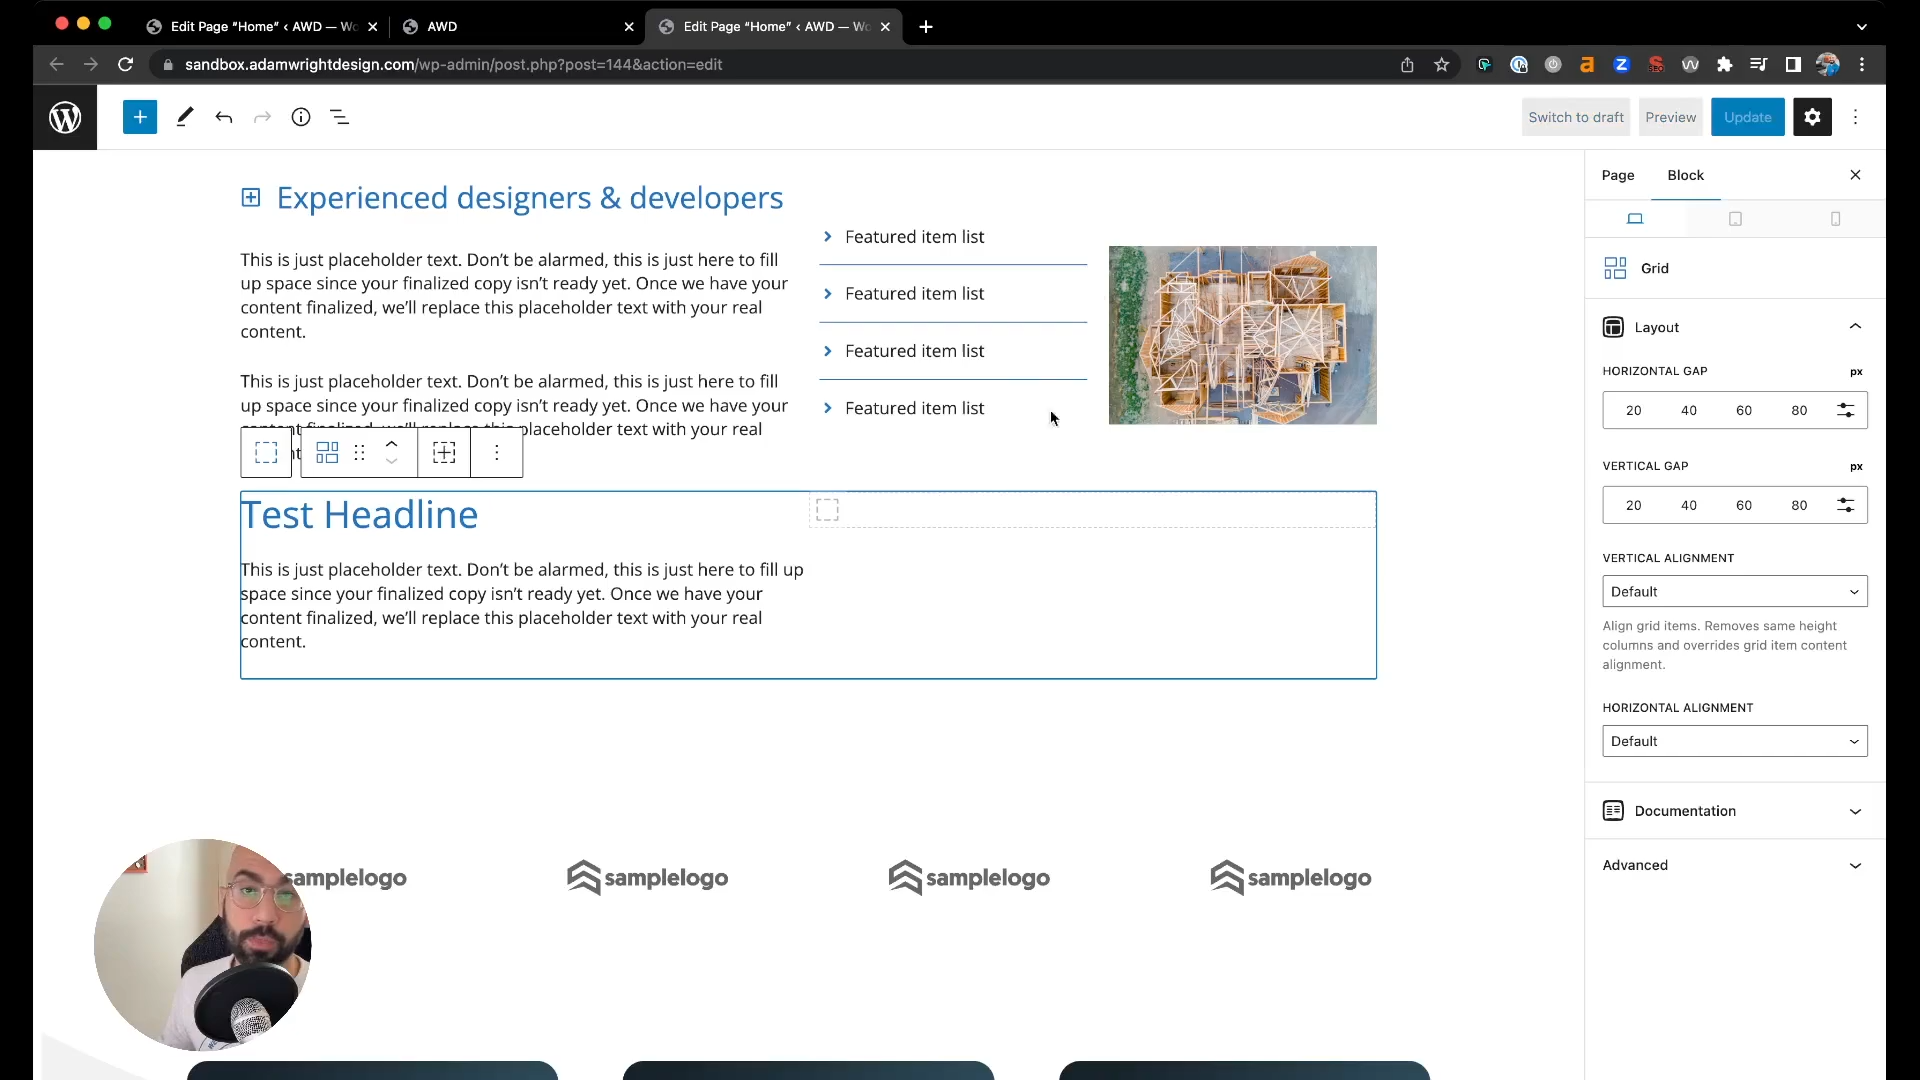 Edit Page “Home” ‹ AWD — Wo
AWD
Edit Page “Home” ‹ AWD — Wo
sandbox.adamwrightdesign.com/wp-admin/post.php?post=144&action=edit
Switch to draft
Preview
Update
Page
Block
Experienced designers & developers
This is just placeholder text. Don’t be alarmed, this is just here to fill
up space since your finalized copy isn’t ready yet. Once we have your
content finalized, we’ll replace this placeholder text with your real
content.
This is just placeholder text. Don’t be alarmed, this is just here to fill
up space since your finalized copy isn’t ready yet. Once we have your
placeholder text with your real
Featured item list
Featured item list
Featured item list
Featured item list
Test Headline
This is just placeholder text. Don’t be alarmed, this is just here to fill up
space since your finalized copy isn’t ready yet. Once we have your
content finalized, we’ll replace this placeholder text with your real
content.
samplelogo
samplelogo
samplelogo
samplelogo
Grid
Layout
HORIZONTAL GAP
px
20 40 60 80
VERTICAL GAP
px
20 40 60 80
VERTICAL ALIGNMENT
Default
Align grid items. Removes same height
columns and overrides grid item content
alignment.
HORIZONTAL ALIGNMENT
Default
Documentation
Advanced